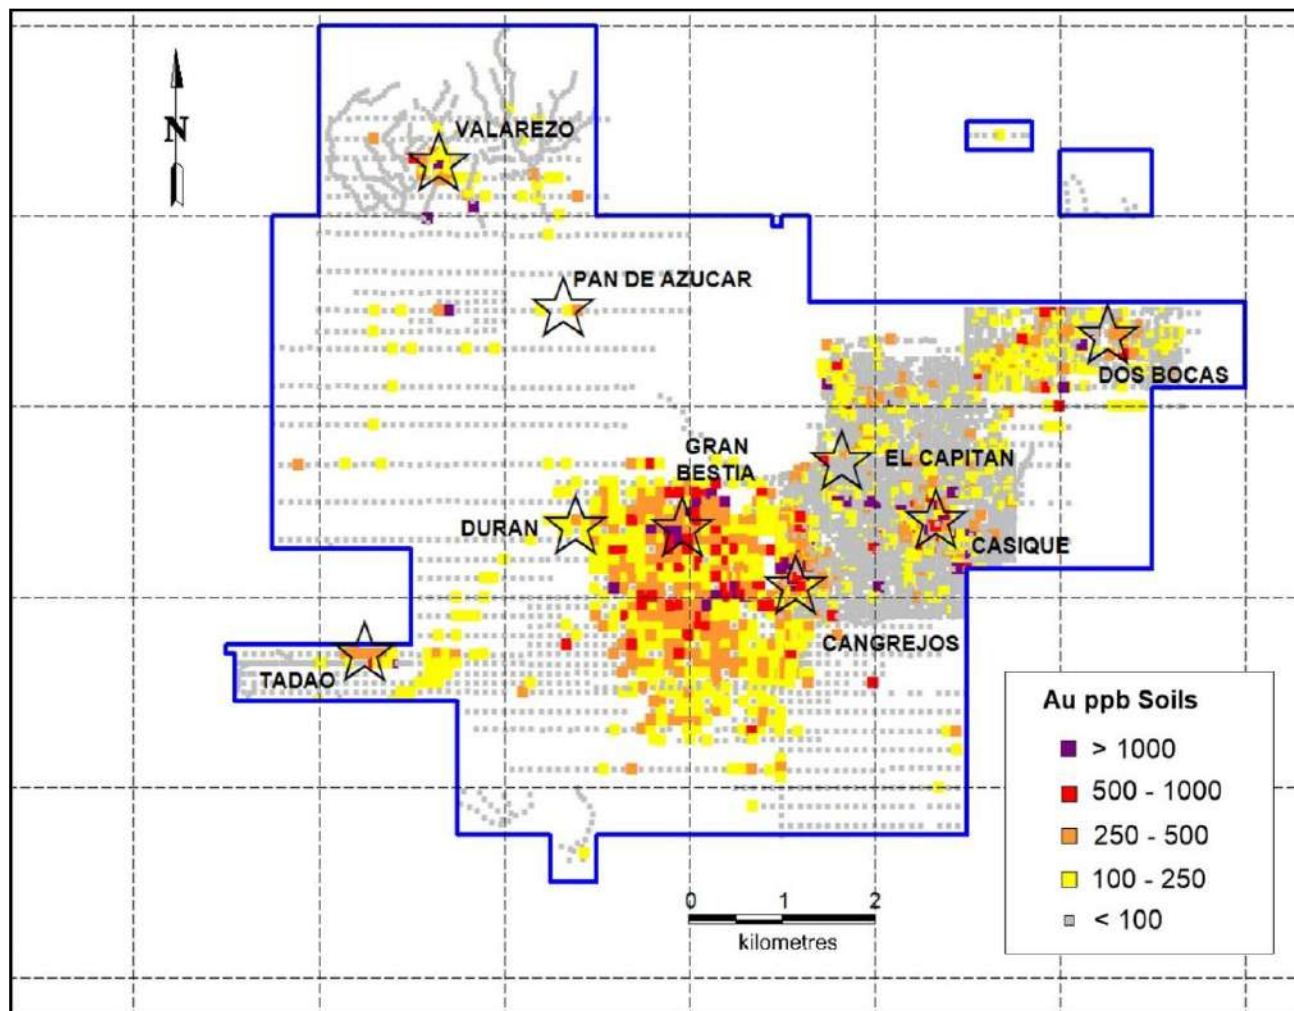 N
VALAREZO
PAN DE AZUCAR
DOS BOCAS
GRAN
BESTIA
EL CAPITAN
DURAN
CASIQUE
CANGREJOS
TADAO
Au ppb Soils
> 1000
500 - 1000
250 - 500
100 - 250
< 100
0 1 2
kilometres